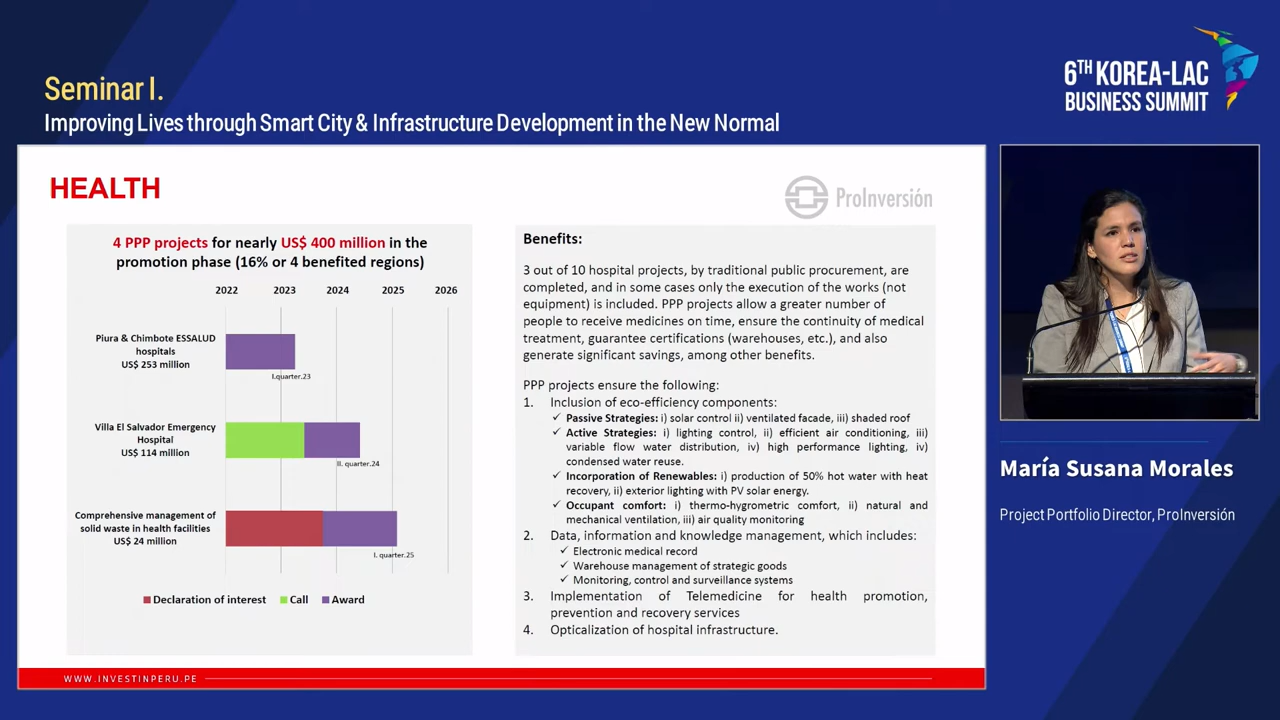 Seminar I.
Improving Lives through Smart City & Infrastructure Development in the New Normal
6TH KOREA-LAC
BUSINESS SUMMIT
HEALTH
ProInversión
4 PPP projects for nearly US$ 400 million in the
promotion phase (16% or 4 benefited regions)
2022 2023 2024 2025 2026
Piura & Chimbote ESSALUD
hospitals
US$ 253 million
I.quarter.23
Villa El Salvador Emergency
Hospital
US$ 114 million
II. quarter.24
Comprehensive management of
solid waste in health facilities
US$ 24 million
I. quarter.25
Declaration of interest Call Award
Benefits:
3 out of 10 hospital projects, by traditional public procurement, are
completed, and in some cases only the execution of the works (not
equipment) is included. PPP projects allow a greater number of
people to receive medicines on time, ensure the continuity of medical
treatment, guarantee certifications (warehouses, etc.), and also
generate significant savings, among other benefits.
PPP projects ensure the following:
1. Inclusion of eco-efficiency components:
✓ Passive Strategies: i) solar control ii) ventilated facade, iii) shaded roof
✓ Active Strategies: i) lighting control, ii) efficient air conditioning, iii)
variable flow water distribution, iv) high performance lighting, iv)
condensed water reuse.
✓ Incorporation of Renewables: i) production of 50% hot water with heat
recovery, ii) exterior lighting with PV solar energy.
✓ Occupant comfort: i) thermo-hygrometric comfort, ii) natural and
mechanical ventilation, iii) air quality monitoring
2. Data, information and knowledge management, which includes:
✓ Electronic medical record
✓ Warehouse management of strategic goods
✓ Monitoring, control and surveillance systems
3. Implementation of Telemedicine for health promotion,
prevention and recovery services
4. Opticalization of hospital infrastructure.
WWW.INVESTINPERU.PE
María Susana Morales
Project Portfolio Director, ProInversión